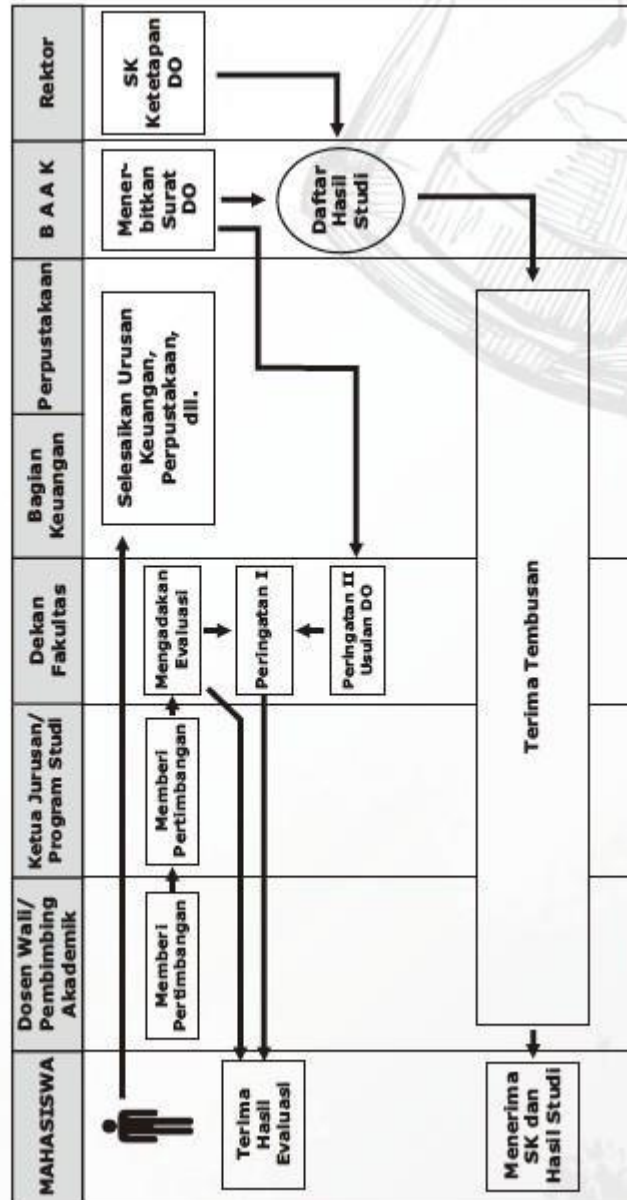 MAHASISWA
Dosen Wali/
Pembimbing
Akademik
Ketua Jurusan/
Program Studi
Dekan
Fakultas
Bagian
Keuangan
Perpustakaan
B A A K
Rektor
Selesaikan Urusan
Keuangan,
Perpustakaan,
dll.
Mener-
bitkan
Surat
DO
SK
Ketetapan
DO
Memberi
Pertimbangan
Memberi
Pertimbangan
Mengadakan
Evaluasi
Terima
Hasil
Evaluasi
Peringatan I
Daftar
Hasil
Studi
Peringatan II
Usulan DO
Menerima
SK dan
Hasil Studi
Terima Tembusan